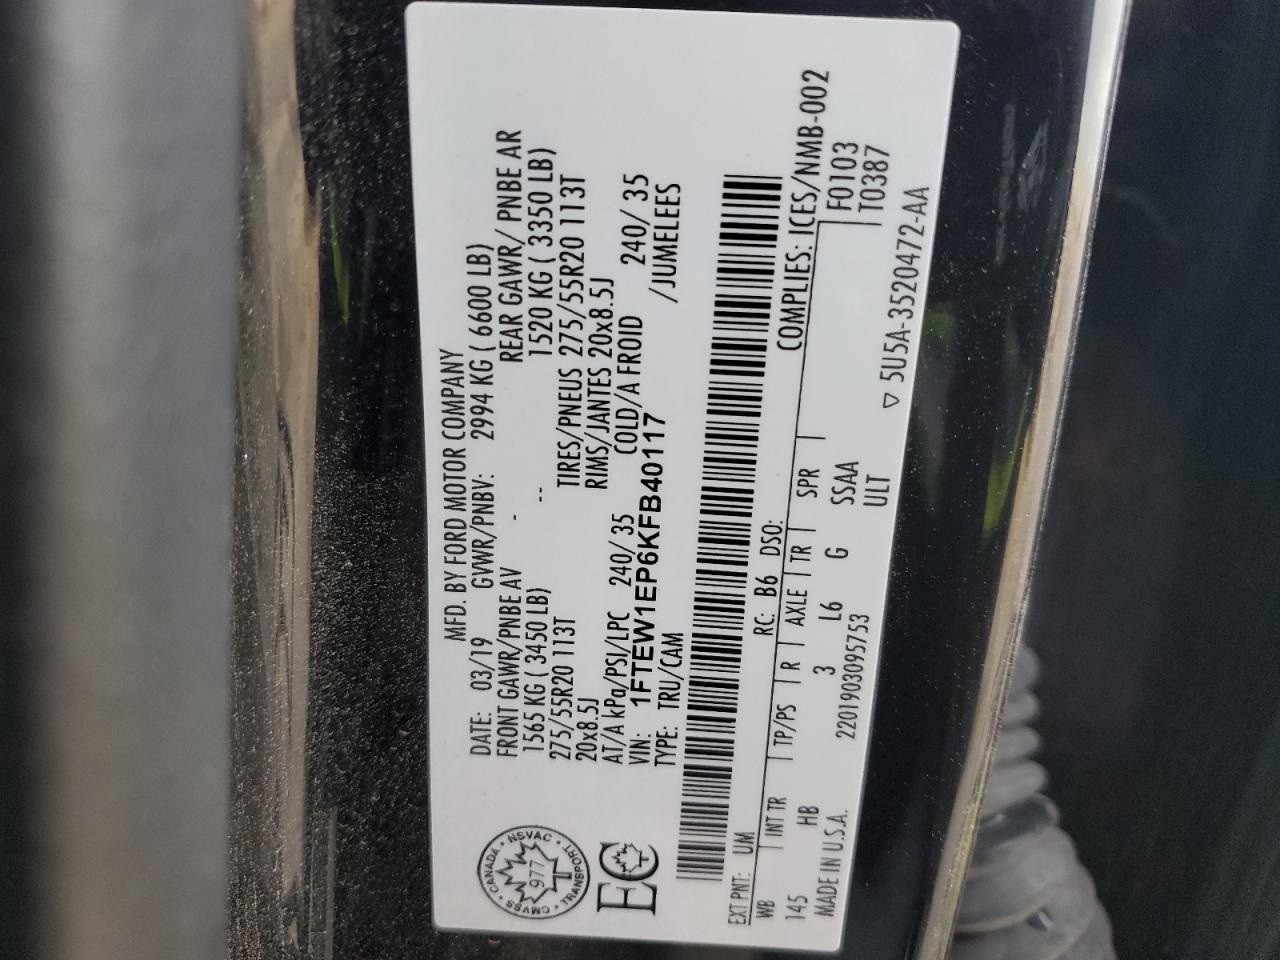 MFD. BY FORD MOTOR COMPANY
DATE: 03/19 GVWR/PNBV: 2994 KG ( 6600 LB)
FRONT GAWR/PNBE AV - REAR GAWR/ PNBE AR
1565 KG ( 3450 LB) -- 1520 KG ( 3350 LB)
275/55R20 113T TIRES/PNEUS 275/55R20 113T
20x8.5J RIMS/JANTES 20x8.5J
AT/A kPa/PSI/LPC 240/ 35 COLD/A FROID 240/ 35
VIN: 1FTEW1EP6KFB40117 /JUMELEES
TYPE: TRU/CAM
CMVSS • CANADA • NSVAC • TRANSPORT
977
EC
EXT PNT: UM RC: B6 DSO: COMPLIES: ICES/NMB-002
WB INT TR TP/PS R AXLE TR SPR F0103
145 HB 3 L6 G SSAA T0387
MADE IN U.S.A. 2201903095753 ULT
▽ 5U5A-3520472-AA